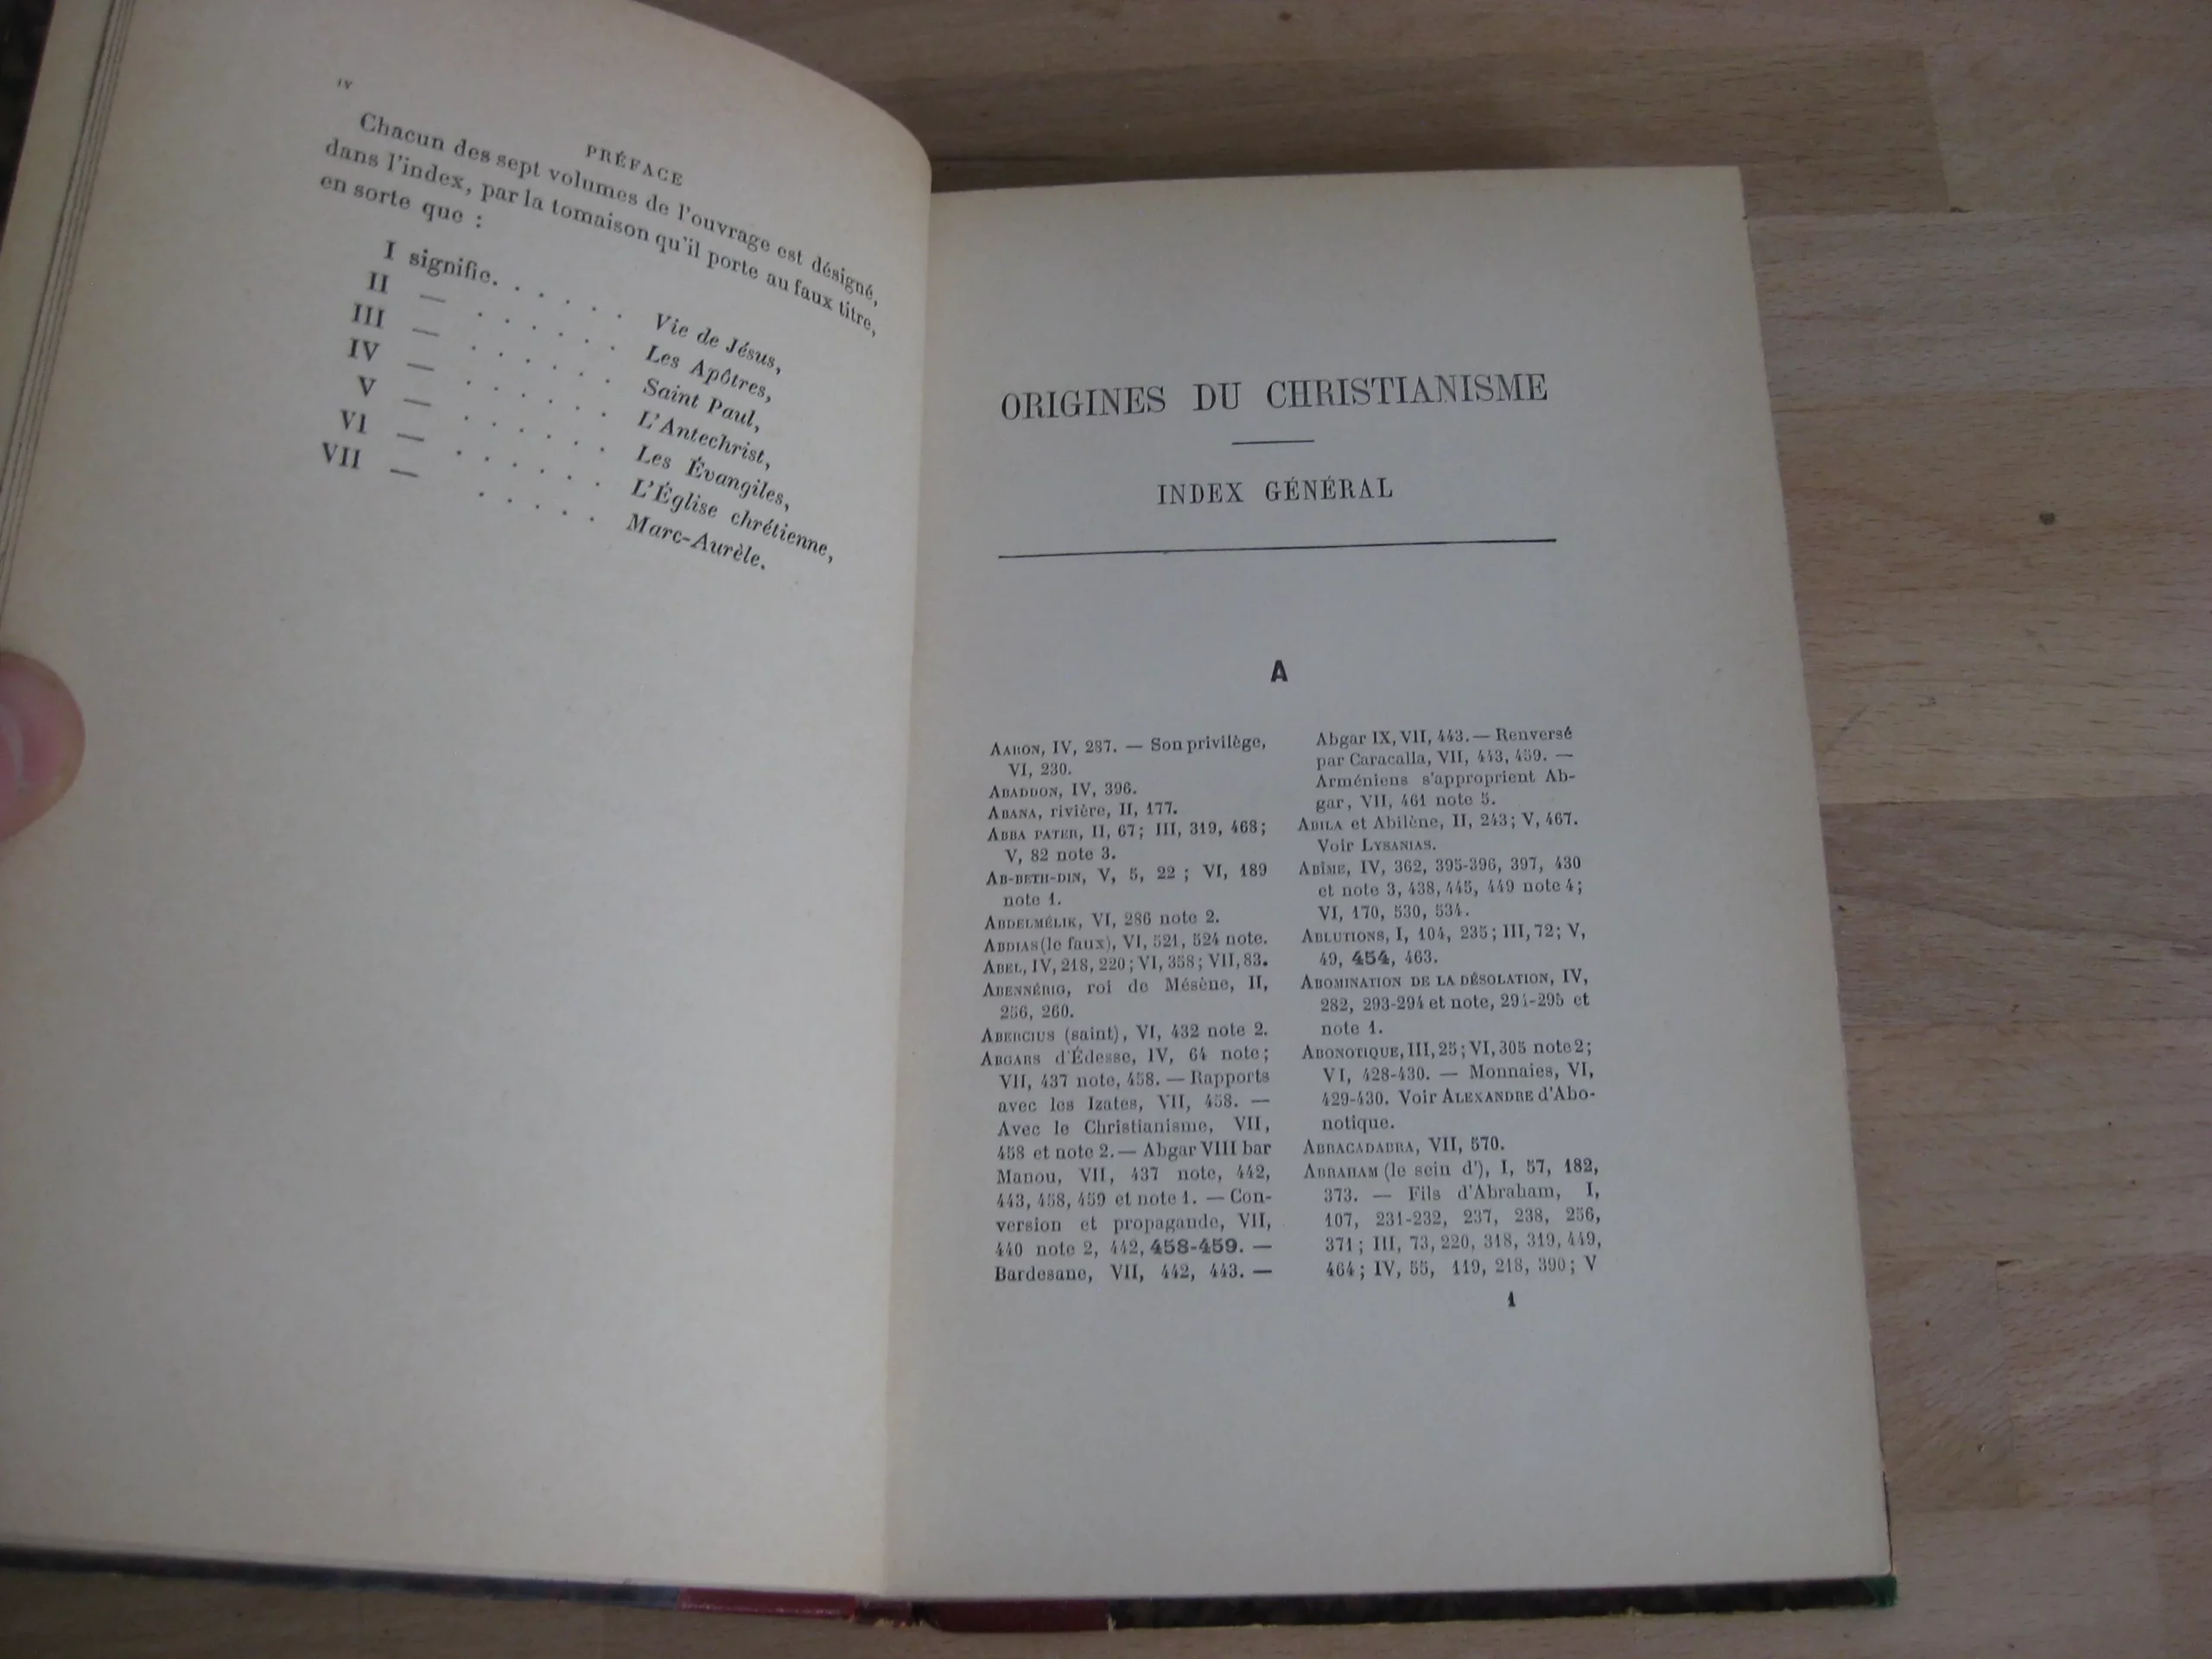 IV
PRÉFACE
Chacun des sept volumes de l'ouvrage est désigné,
dans l'index, par la tomaison qu'il porte au faux titre,
en sorte que :
I signifie. . . . . . Vie de Jésus,
II — . . . . . . Les Apôtres,
III — . . . . . . Saint Paul,
IV — . . . . . . L'Antechrist,
V — . . . . . . Les Évangiles,
VI — . . . . . . L'Église chrétienne,
VII — . . . . . Marc-Aurèle.
ORIGINES DU CHRISTIANISME
INDEX GÉNÉRAL
A
AARON, IV, 287. — Son privilège,
VI, 230.
ABADDON, IV, 396.
ABANA, rivière, II, 177.
ABBA PATER, II, 67; III, 319, 468;
V, 82 note 3.
AB-BETH-DIN, V, 5, 22; VI, 189
note 1.
ABDELMÉLIK, VI, 286 note 2.
ABDIAS (le faux), VI, 521, 524 note.
ABEL, IV, 218, 220; VI, 358; VII, 83.
ABENNÉRIG, roi de Mésène, II,
256, 260.
ABERCIUS (saint), VI, 432 note 2.
ABGARS d'Édesse, IV, 64 note;
VII, 437 note, 458. — Rapports
avec les Izates, VII, 458. —
Avec le Christianisme, VII,
458 et note 2. — Abgar VIII bar
Manou, VII, 437 note, 442,
443, 458, 459 et note 1. — Con-
version et propagande, VII,
440 note 2, 442, 458-459. —
Bardesane, VII, 442, 443. —
Abgar IX, VII, 443. — Renversé
par Caracalla, VII, 443, 459. —
Arméniens s'approprient Ab-
gar, VII, 461 note 5.
ABILA et Abilène, II, 243; V, 467.
Voir LYSANIAS.
ABÎME, IV, 362, 395-396, 397, 430
et note 3, 438, 445, 449 note 4;
VI, 170, 530, 534.
ABLUTIONS, I, 104, 235; III, 72; V,
49, 454, 463.
ABOMINATION DE LA DÉSOLATION, IV,
282, 293-294 et note, 294-295 et
note 1.
ABONOTIQUE, III, 25; VI, 305 note 2;
VI, 428-430. — Monnaies, VI,
429-430. Voir ALEXANDRE d'Abo-
notique.
ABRACADABRA, VII, 570.
ABRAHAM (le sein d'), I, 57, 182,
373. — Fils d'Abraham, I,
107, 231-232, 237, 238, 256,
371; III, 73, 220, 318, 319, 449,
464; IV, 55, 119, 218, 390; V
1